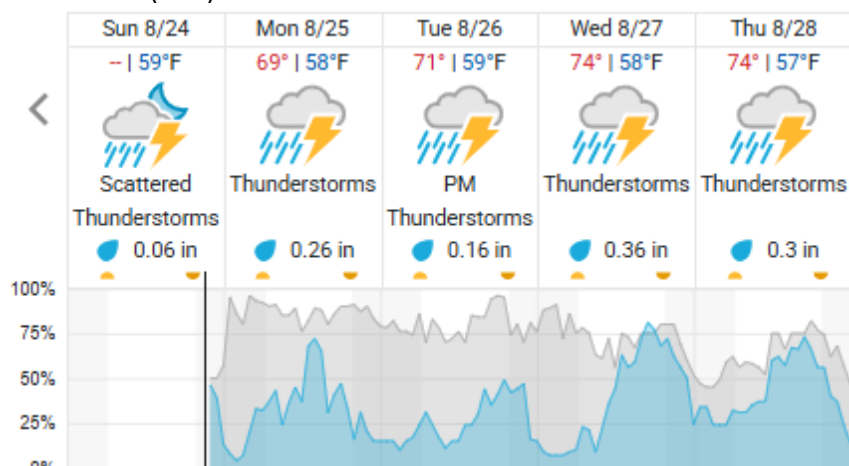 Sun 8/24 Mon 8/25 Tue 8/26 Wed 8/27 Thu 8/28
-- | 59°F 69° | 58°F 71° | 59°F 74° | 58°F 74° | 57°F
Scattered Thunderstorms PM Thunderstorms Thunderstorms
Thunderstorms Thunderstorms
0.06 in 0.26 in 0.16 in 0.36 in 0.3 in
100%
75%
50%
25%
0%